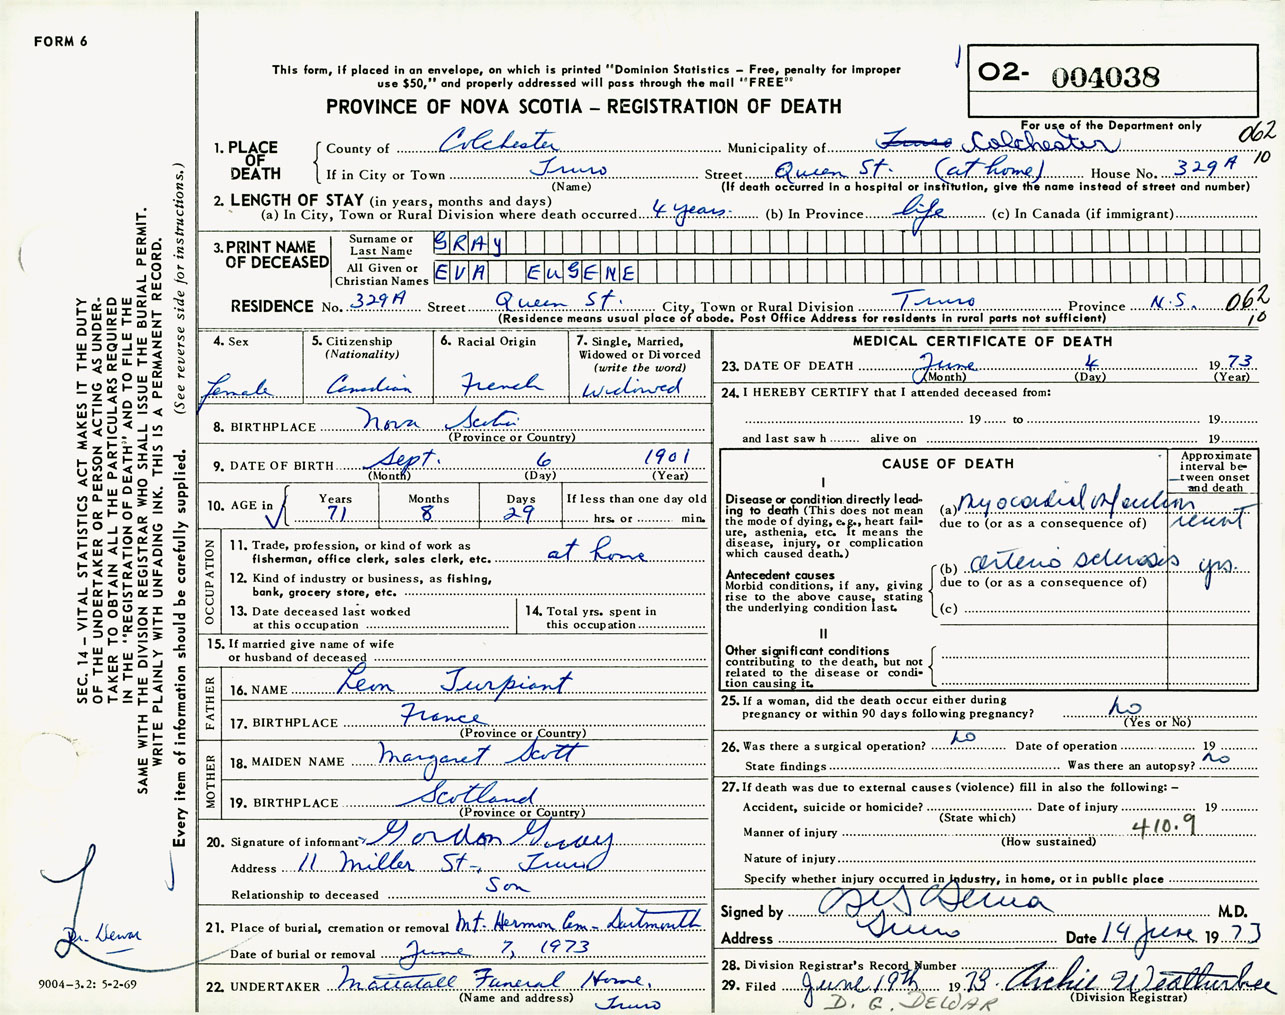 FORM 6
This form, if placed in an envelope, on which is printed "Dominion Statistics – Free, penalty for improper
use $50," and properly addressed will pass through the mail "FREE"
PROVINCE OF NOVA SCOTIA – REGISTRATION OF DEATH
O2- 004038
For use of the Department only
062
10
1. PLACE OF DEATH
County of Colchester Municipality of Truro Colchester
If in City or Town Truro Street Queen St. (at home) House No. 329A
(Name) (If death occurred in a hospital or institution, give the name instead of street and number)
2. LENGTH OF STAY (in years, months and days)
(a) In City, Town or Rural Division where death occurred 4 years. (b) In Province life (c) In Canada (if immigrant)
3. PRINT NAME OF DECEASED
Surname or Last Name GRAY
All Given or Christian Names EVA EUGENE
RESIDENCE No. 329A Street Queen St. City, Town or Rural Division Truro Province N.S. 062
10
(Residence means usual place of abode. Post Office Address for residents in rural parts not sufficient)
4. Sex
female
5. Citizenship
(Nationality)
Canadian
6. Racial Origin
French
7. Single, Married,
Widowed or Divorced
(write the word)
Widowed
8. BIRTHPLACE Nova Scotia
(Province or Country)
9. DATE OF BIRTH Sept. 6 1901
(Month) (Day) (Year)
10. AGE in
Years Months Days If less than one day old
71 8 29 hrs. or min.
OCCUPATION
11. Trade, profession, or kind of work as
fisherman, office clerk, sales clerk, etc. at home
12. Kind of industry or business, as fishing,
bank, grocery store, etc.
13. Date deceased last worked
at this occupation
14. Total yrs. spent in
this occupation
15. If married give name of wife
or husband of deceased
FATHER
16. NAME Leon Turpiant
17. BIRTHPLACE France
(Province or Country)
MOTHER
18. MAIDEN NAME Margaret Scott
19. BIRTHPLACE Scotland
(Province or Country)
20. Signature of informant Gordon Gray
Address 11 Miller St., Truro
Relationship to deceased Son
21. Place of burial, cremation or removal Mt. Hermon Cem – Dartmouth
Date of burial or removal June 7, 1973
22. UNDERTAKER Mattatall Funeral Home,
(Name and address) Truro
MEDICAL CERTIFICATE OF DEATH
23. DATE OF DEATH June 4 1973
(Month) (Day) (Year)
24. I HEREBY CERTIFY that I attended deceased from:
19 to 19
and last saw h alive on 19
CAUSE OF DEATH
Approximate
interval be-
tween onset
and death
I
Disease or condition directly lead-
ing to death (This does not mean
the mode of dying, e.g., heart fail-
ure, asthenia, etc. It means the
disease, injury, or complication
which caused death.)
(a) Myocardial Infarction recent
due to (or as a consequence of)
Antecedent causes
Morbid conditions, if any, giving
rise to the above cause, stating
the underlying condition last.
(b) arterio sclerosis yrs.
due to (or as a consequence of)
(c)
II
Other significant conditions
contributing to the death, but not
related to the disease or condi-
tion causing it.
25. If a woman, did the death occur either during
pregnancy or within 90 days following pregnancy? no
(Yes or No)
26. Was there a surgical operation? no Date of operation 19
State findings Was there an autopsy? no
27. If death was due to external causes (violence) fill in also the following: –
Accident, suicide or homicide? Date of injury 19
(State which)
Manner of injury 410.9
(How sustained)
Nature of injury
Specify whether injury occurred in industry, in home, or in public place
Signed by M.D.
Address Truro Date 14 June 1973
28. Division Registrar's Record Number
29. Filed June 19th 1973. Archie Weatherbee
(Division Registrar)
D. G. DEWAR
SEC. 14 – VITAL STATISTICS ACT MAKES IT THE DUTY
OF THE UNDERTAKER OR PERSON ACTING AS UNDER-
TAKER TO OBTAIN ALL THE PARTICULARS REQUIRED
IN THE "REGISTRATION OF DEATH" AND TO FILE THE
SAME WITH THE DIVISION REGISTRAR WHO SHALL ISSUE THE BURIAL PERMIT.
WRITE PLAINLY WITH UNFADING INK. THIS IS A PERMANENT RECORD.
Every item of information should be carefully supplied. (See reverse side for instructions.)
Dr. Dewar
9004-3.2: 5-2-69